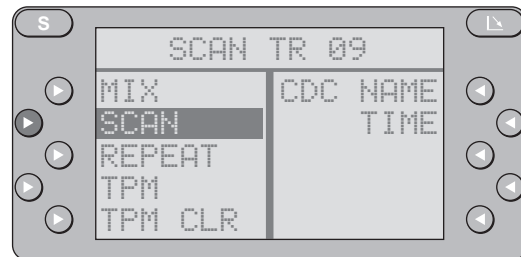 S
SCAN TR 09
MIX
SCAN
REPEAT
TPM
TPM CLR
CDC NAME
TIME